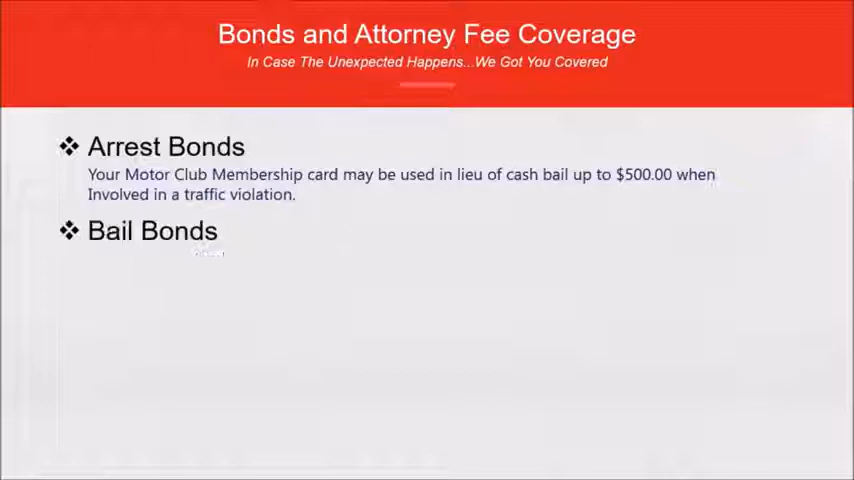 Bonds and Attorney Fee Coverage
In Case The Unexpected Happens...We Got You Covered
❖ Arrest Bonds
Your Motor Club Membership card may be used in lieu of cash bail up to $500.00 when
Involved in a traffic violation.
❖ Bail Bonds